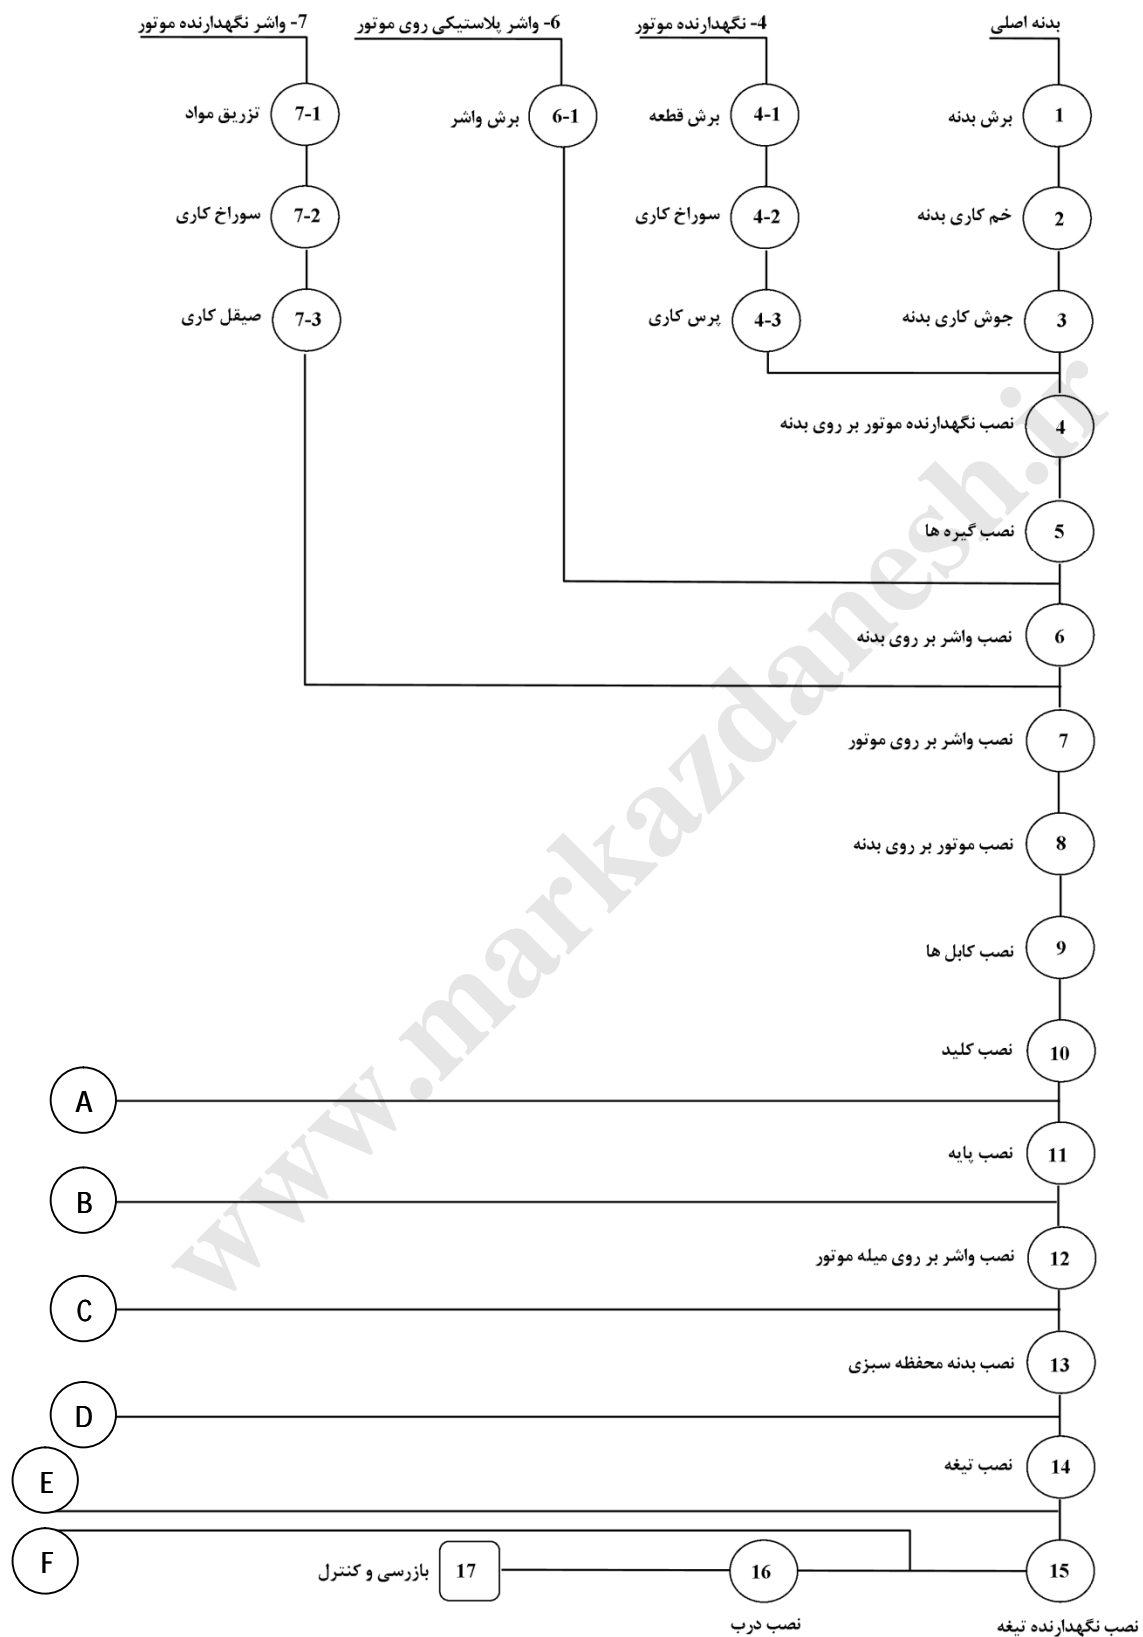 بدنه اصلی
4- نگهدارنده موتور
6- واشر پلاستیکی روی موتور
7- واشر نگهدارنده موتور
1 برش بدنه
4-1 برش قطعه
6-1 برش واشر
7-1 تزریق مواد
2 خم کاری بدنه
4-2 سوراخ کاری
7-2 سوراخ کاری
3 جوش کاری بدنه
4-3 پرس کاری
7-3 صیقل کاری
4 نصب نگهدارنده موتور بر روی بدنه
5 نصب گیره ها
6 نصب واشر بر روی بدنه
7 نصب واشر بر روی موتور
8 نصب موتور بر روی بدنه
9 نصب کابل ها
10 نصب کلید
A
11 نصب پایه
B
12 نصب واشر بر روی میله موتور
C
13 نصب بدنه محفظه سبزی
D
14 نصب تیغه
E
F
15
16
17 بازرسی و کنترل
نصب نگهدارنده تیغه
نصب درب
www.markazdanesh.ir